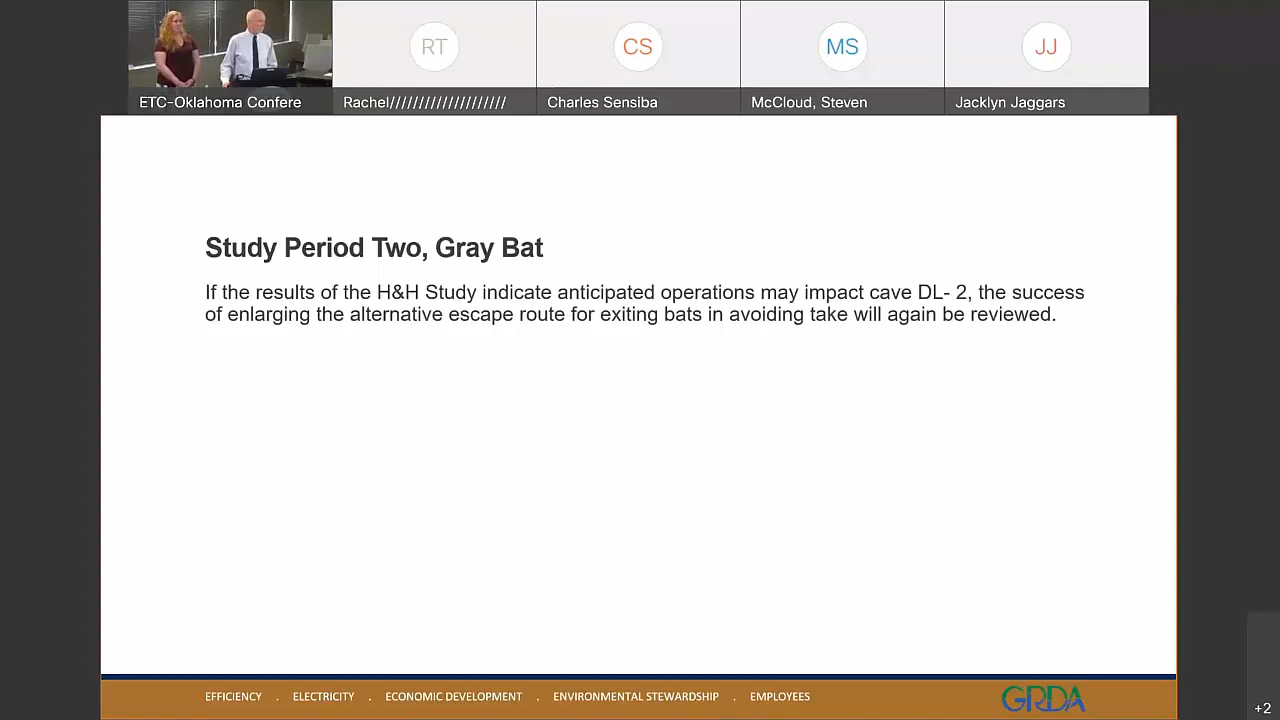 RT
CS
MS
JJ
ETC-Oklahoma Confere
Rachel////////////////////
Charles Sensiba
McCloud, Steven
Jacklyn Jaggars
Study Period Two, Gray Bat
If the results of the H&H Study indicate anticipated operations may impact cave DL- 2, the success
of enlarging the alternative escape route for exiting bats in avoiding take will again be reviewed.
EFFICIENCY . ELECTRICITY . ECONOMIC DEVELOPMENT . ENVIRONMENTAL STEWARDSHIP . EMPLOYEES
GRDA
+2